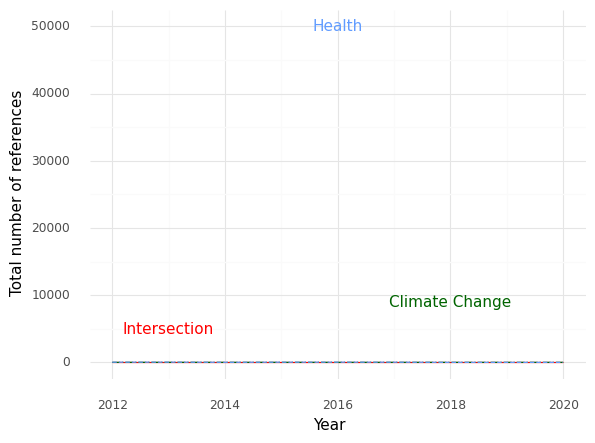 50000
Health
40000
30000
20000
10000
Climate Change
Intersection
0
Total number of references
2012
2014
2016
2018
2020
Year